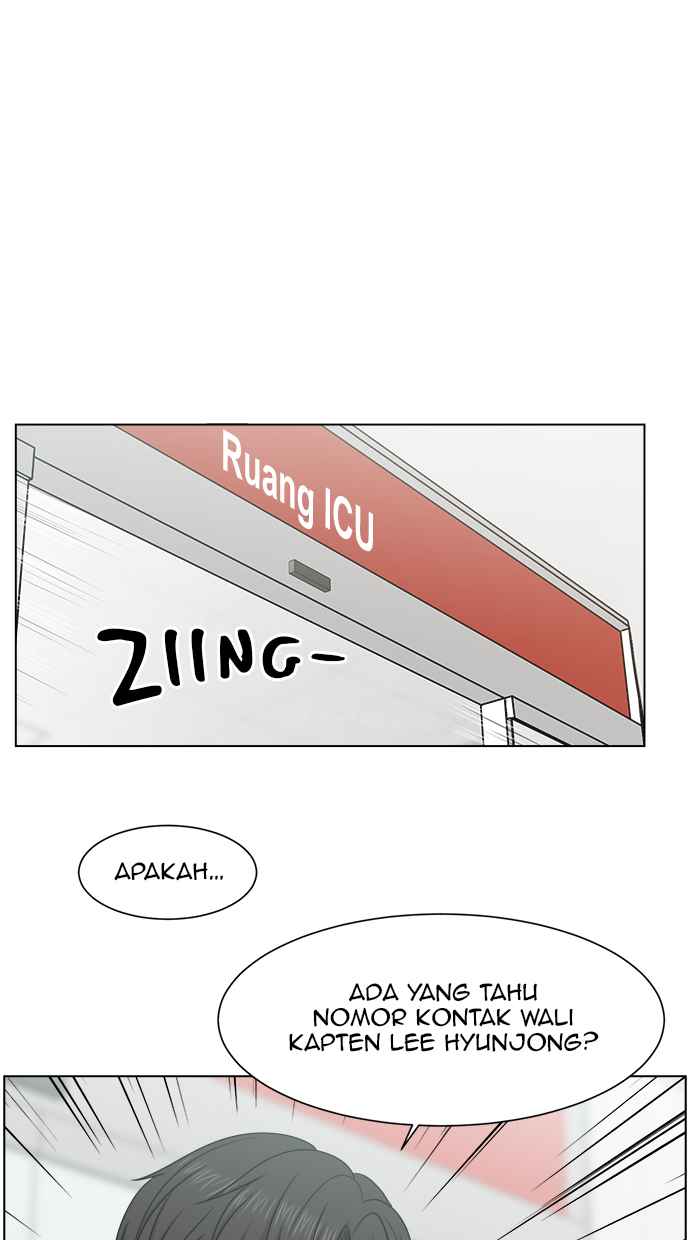 Ruang ICU
ZIING-
APAKAH...
ADA YANG TAHU
NOMOR KONTAK WALI
KAPTEN LEE HYUNJONG?